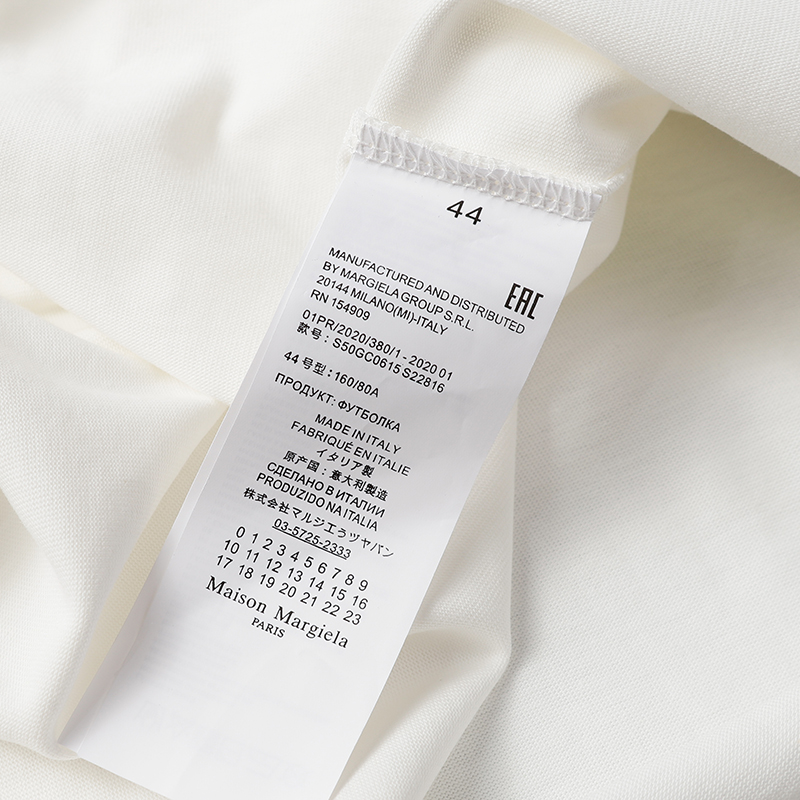 44
MANUFACTURED AND DISTRIBUTED
BY MARGIELA GROUP S.R.L.
20144 MILANO(MI)-ITALY
RN 154909
EAC
01PR/2020/380/1 - 2020 01
款号：S50GC0615 S22816
44 号型：160/80A
ПРОДУКТ: ФУТБОЛКА
MADE IN ITALY
FABRIQUÉ EN ITALIE
イタリア製
原产国：意大利製造
СДЕЛАНО В ИТАЛИИ
PRODUZIDO NA ITALIA
株式会社マルジエぅツヤパン
03-5725-2333
0 1 2 3 4 5 6 7 8 9
10 11 12 13 14 15 16
17 18 19 20 21 22 23
Maison Margiela
PARIS